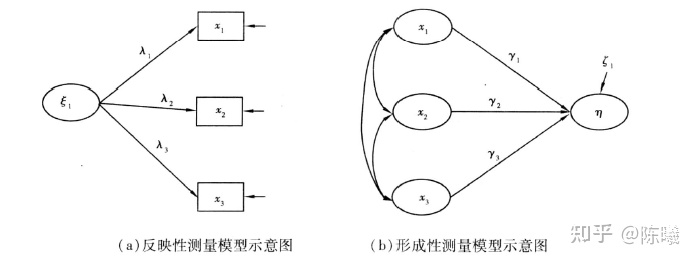 x₁
x₁
ζ₁
λ₁
γ₁
ξ₁
λ₂
x₂
x₂
γ₂
η
λ₃
γ₃
x₃
x₃
(a)反映性测量模型示意图
(b)形成性测量模型示意图
知乎 @陈曦